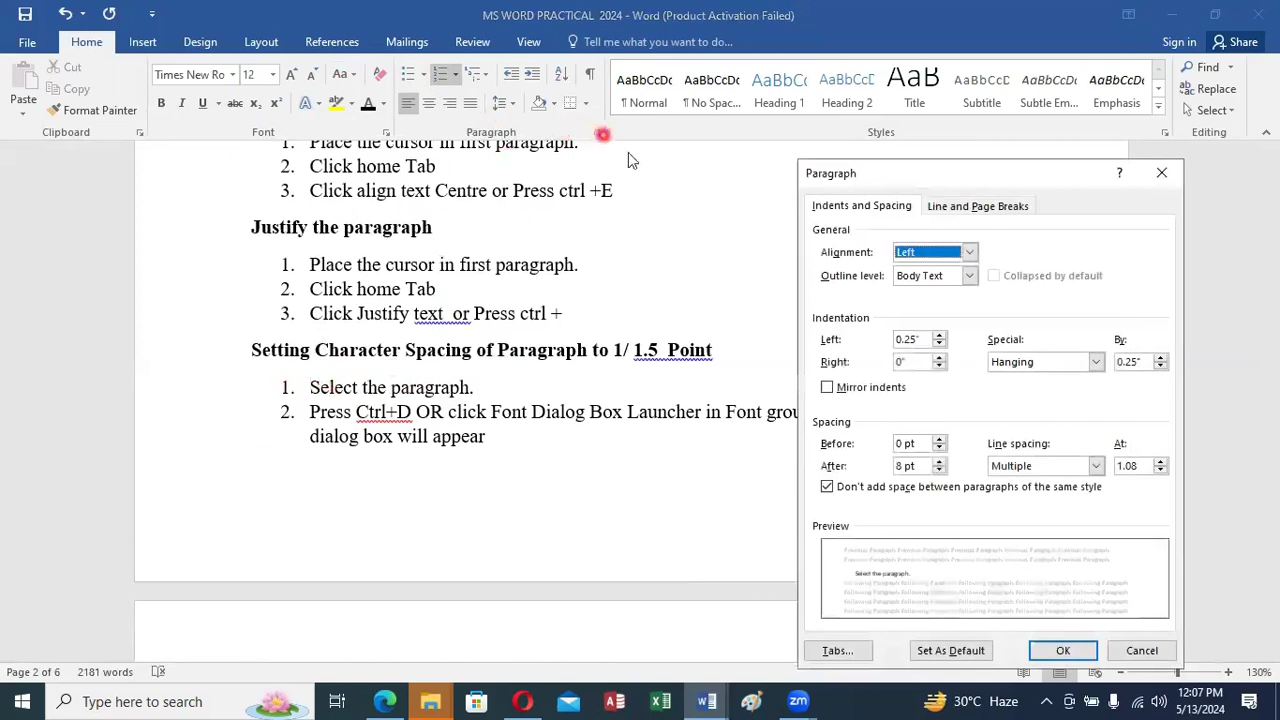 MS WORD PRACTICAL 2024 - Word (Product Activation Failed)
File
Home
Insert
Design
Layout
References
Mailings
Review
View
Tell me what you want to do...
Sign in
Share
Cut
Copy
Paste
Format Painter
Clipboard
Times New Ro
12
Font
Paragraph
AaBbCcDc
¶ Normal
AaBbCcDc
¶ No Spac...
AaBbCc
Heading
AaBbCcE
Heading 2
AaB
Title
AaBbCcD
Subtitle
AaBbCcDc
Subtle Em...
AaBbCcDc
Emphasis
Styles
Find
Replace
Select
Editing
1. Place the cursor in first paragraph.
2. Click home Tab
3. Click align text Centre or Press ctrl +E
Justify the paragraph
1. Place the cursor in first paragraph.
2. Click home Tab
3. Click Justify text  or Press ctrl +
Setting Character Spacing of Paragraph to 1/ 1.5  Point
1. Select the paragraph.
2. Press Ctrl+D OR click Font Dialog Box Launcher in Font grou
dialog box will appear
Paragraph
?
Indents and Spacing
Line and Page Breaks
General
Alignment: Left
Outline level: Body Text
Collapsed by default
Indentation
Left: 0.25"
Special:
By:
Right: 0"
Hanging
0.25"
Mirror indents
Spacing
Before: 0 pt
Line spacing:
At:
After: 8 pt
Multiple
1.08
Don't add space between paragraphs of the same style
Preview
Select the paragraph.
Tabs...
Set As Default
OK
Cancel
Page 2 of 6
2181 words
130%
Type here to search
30°C Haze
12:07 PM
5/13/2024